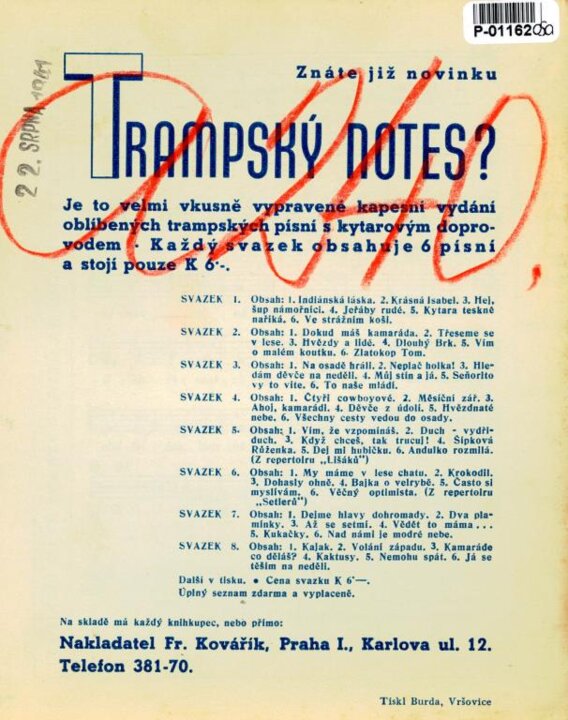 P-01162
22. SRPNA 1941
Znáte již novinku
TRAMPSKÝ NOTES?
Je to velmi vkusně vypravené kapesní vydání
oblíbených trampských písní s kytarovým dopro-
vodem · Každý svazek obsahuje 6 písní
a stojí pouze K 6·-.
SVAZEK 1. Obsah: 1. Indiánská láska. 2. Krásná Isabel. 3. Hej,
šup námořníci. 4. Jeřáby rudé. 5. Kytara teskně
naříká. 6. Ve strážním koši.
SVAZEK 2. Obsah: 1. Dokud máš kamaráda. 2. Třeseme se
v lese. 3. Hvězdy a lidé. 4. Dlouhý Brk. 5. Vím
o malém koutku. 6. Zlatokop Tom.
SVAZEK 3. Obsah: 1. Na osadě hráli. 2. Neplač holka! 3. Hle-
dám děvče na neděli. 4. Můj stín a já. 5. Señorito
vy to víte. 6. To naše mládí.
SVAZEK 4. Obsah: 1. Čtyři cowboyové. 2. Měsíční zář. 3.
Ahoj, kamarádi. 4. Děvče z údolí. 5. Hvězdnaté
nebe. 6. Všechny cesty vedou do osady.
SVAZEK 5. Obsah: 1. Vím, že vzpomínáš. 2. Duch - vydři-
duch. 3. Když chceš, tak trucuj! 4. Šípková
Růženka. 5. Dej mi hubičku. 6. Andulko rozmilá.
(Z repertoiru „Lišáků”)
SVAZEK 6. Obsah: 1. My máme v lese chatu. 2. Krokodil.
3. Dohasly ohně. 4. Bajka o velrybě. 5. Často si
myslívám. 6. Věčný optimista. (Z repertoiru
„Setlerů”)
SVAZEK 7. Obsah: 1. Dejme hlavy dohromady. 2. Dva pla-
mínky. 3. Až se setmí. 4. Vědět to máma...
5. Kukačky. 6. Nad námi je modré nebe.
SVAZEK 8. Obsah: 1. Kajak. 2. Volání západu. 3. Kamaráde
co děláš? 4. Kaktusy. 5. Nemohu spát. 6. Já se
těším na neděli.
Další v tisku. • Cena svazku K 6·—.
Úplný seznam zdarma a vyplaceně.
Na skladě má každý knihkupec, nebo přímo:
Nakladatel Fr. Kovářík, Praha I., Karlova ul. 12.
Telefon 381-70.
Tiskl Burda, Vršovice